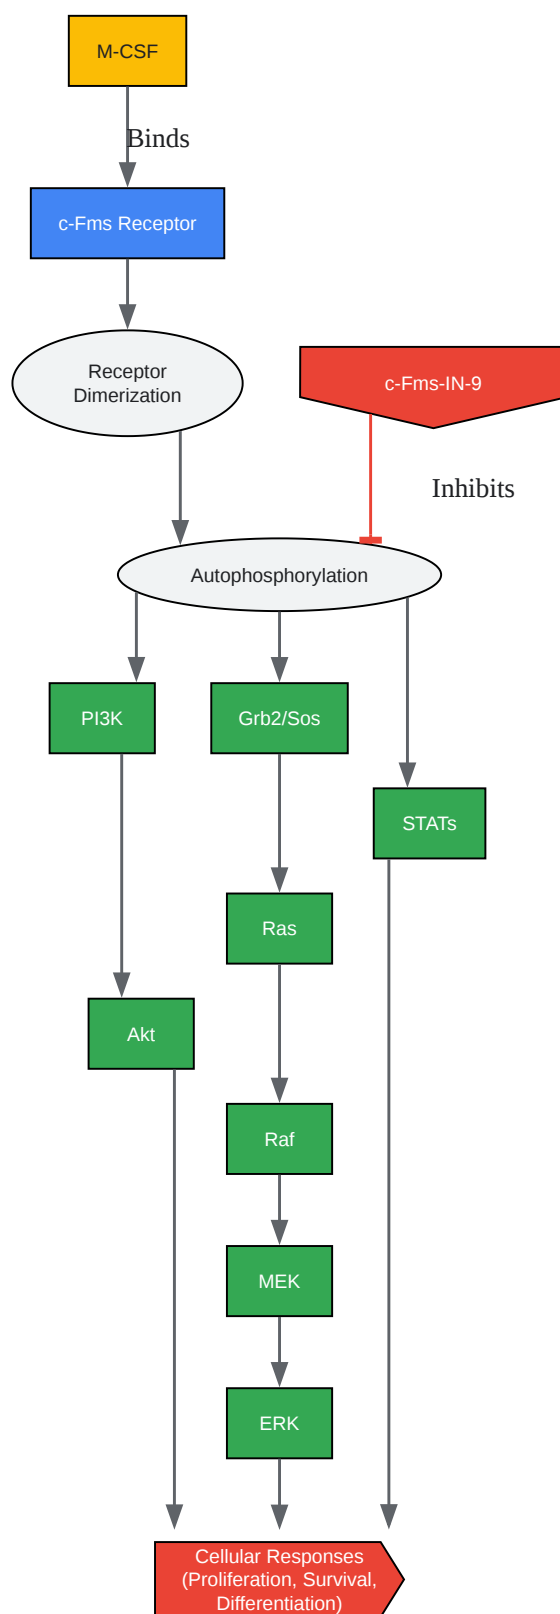 M-CSF
Binds
c-Fms Receptor
Receptor
Dimerization
c-Fms-IN-9
Inhibits
Autophosphorylation
PI3K
Grb2/Sos
STATs
Ras
Akt
Raf
MEK
ERK
Cellular Responses
(Proliferation, Survival,
Differentiation)